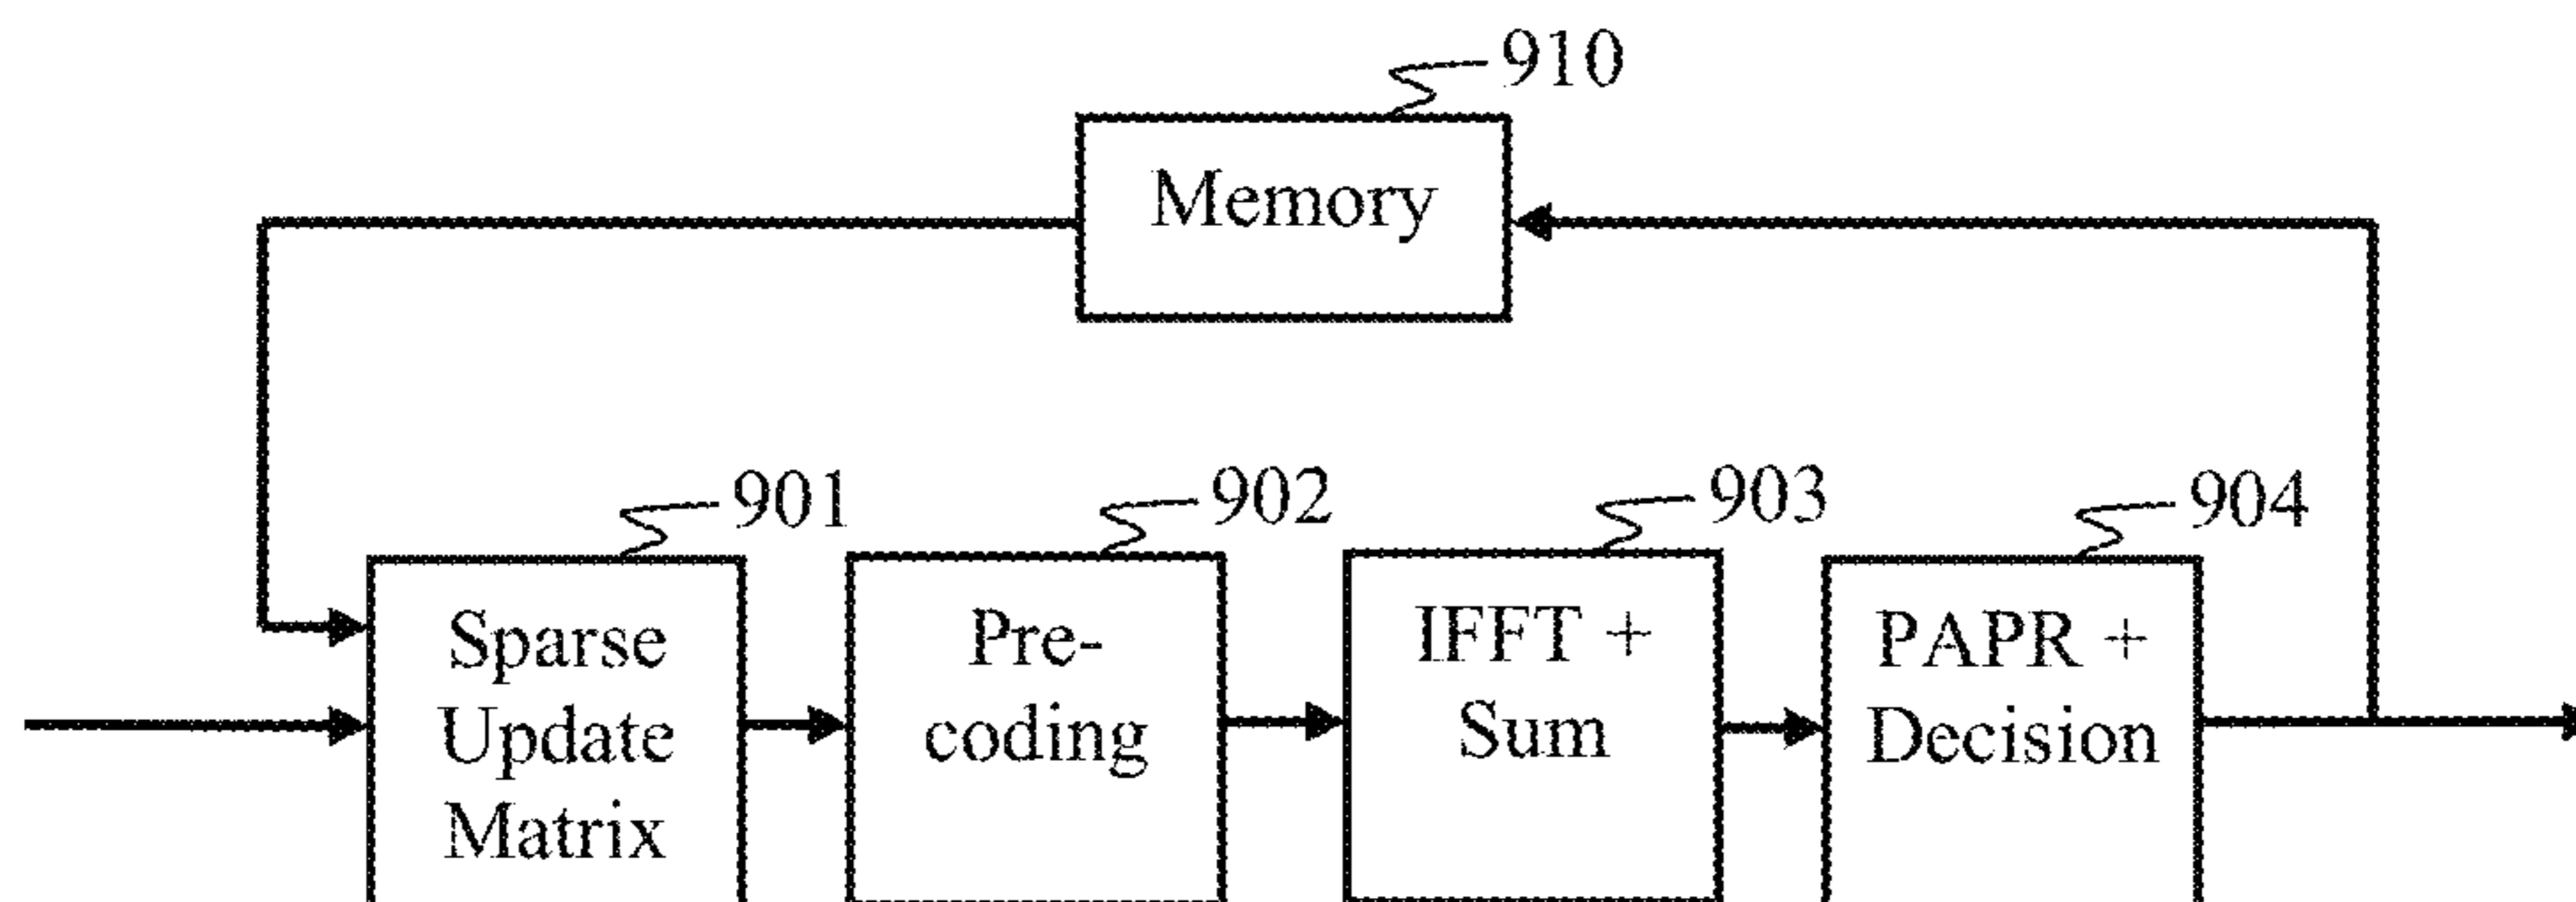 910
Memory
901
902
903
904
Sparse
Update
Matrix
Pre-
coding
IFFT +
Sum
PAPR +
Decision